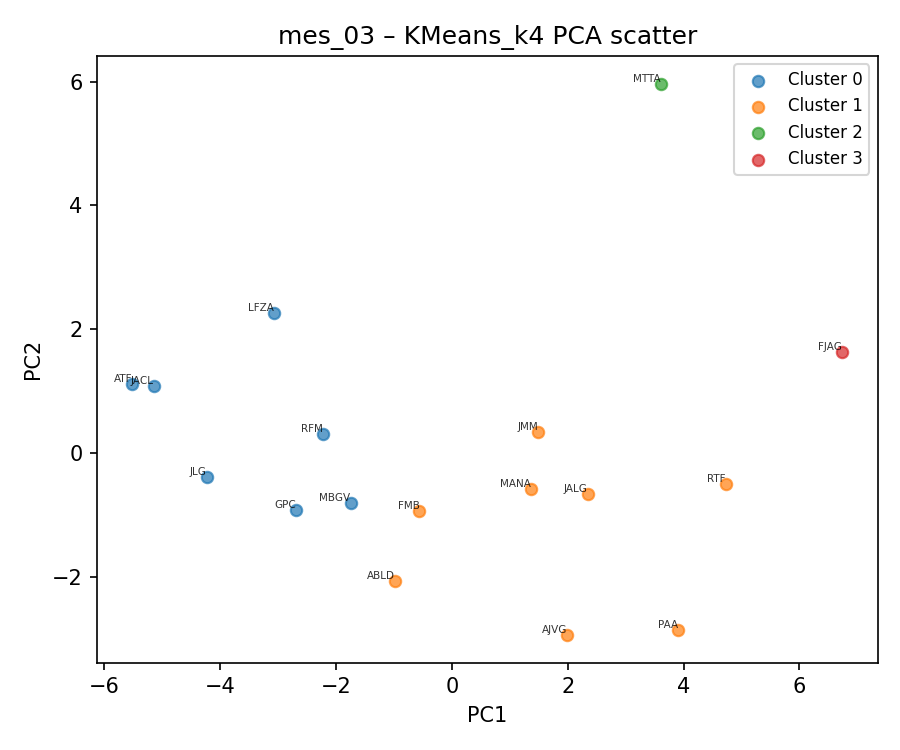 mes_03 – KMeans_k4 PCA scatter
Cluster 0
Cluster 1
Cluster 2
Cluster 3
MTTA
LFZA
FJAG
ATF
JACL
RFM
JMM
JLG
MANA
JALG
RTF
GPC
MBGV
FMB
ABLD
AJVG
PAA
6
4
2
0
−2
PC2
−6
−4
−2
0
2
4
6
PC1